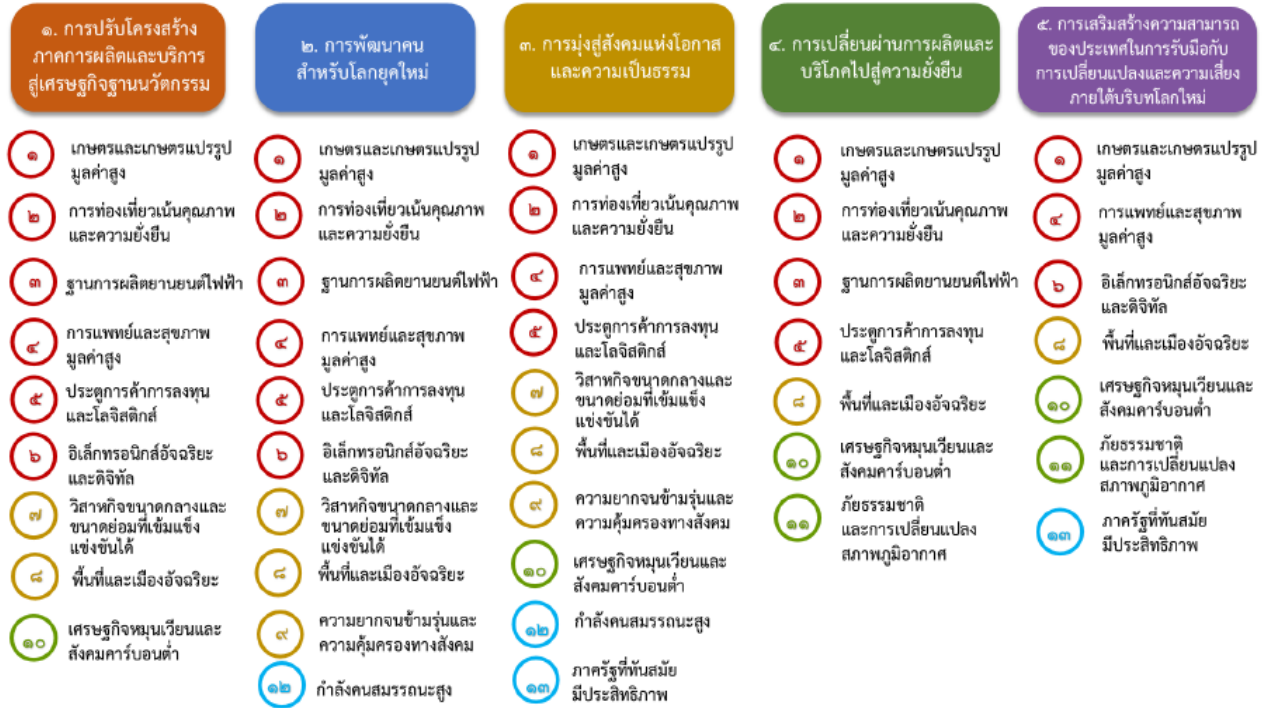 ๑. การปรับโครงสร้าง
ภาคการผลิตและบริการ
สู่เศรษฐกิจฐานนวัตกรรม
๑
เกษตรและเกษตรแปรรูป
มูลค่าสูง
๒
การท่องเที่ยวเน้นคุณภาพ
และความยั่งยืน
๓
ฐานการผลิตยานยนต์ไฟฟ้า
๔
การแพทย์และสุขภาพ
มูลค่าสูง
๕
ประตูการค้าการลงทุน
และโลจิสติกส์
๖
อิเล็กทรอนิกส์อัจฉริยะ
และดิจิทัล
๗
วิสาหกิจขนาดกลางและ
ขนาดย่อมที่เข้มแข็ง
แข่งขันได้
๘
พื้นที่และเมืองอัจฉริยะ
๑๐
เศรษฐกิจหมุนเวียนและ
สังคมคาร์บอนต่ำ
๒. การพัฒนาคน
สำหรับโลกยุคใหม่
๑
เกษตรและเกษตรแปรรูป
มูลค่าสูง
๒
การท่องเที่ยวเน้นคุณภาพ
และความยั่งยืน
๓
ฐานการผลิตยานยนต์ไฟฟ้า
๔
การแพทย์และสุขภาพ
มูลค่าสูง
๕
ประตูการค้าการลงทุน
และโลจิสติกส์
๖
อิเล็กทรอนิกส์อัจฉริยะ
และดิจิทัล
๗
วิสาหกิจขนาดกลางและ
ขนาดย่อมที่เข้มแข็ง
แข่งขันได้
๘
พื้นที่และเมืองอัจฉริยะ
๙
ความยากจนข้ามรุ่นและ
ความคุ้มครองทางสังคม
๑๒
กำลังคนสมรรถนะสูง
๓. การมุ่งสู่สังคมแห่งโอกาส
และความเป็นธรรม
๑
เกษตรและเกษตรแปรรูป
มูลค่าสูง
๒
การท่องเที่ยวเน้นคุณภาพ
และความยั่งยืน
๔
การแพทย์และสุขภาพ
มูลค่าสูง
๕
ประตูการค้าการลงทุน
และโลจิสติกส์
๗
วิสาหกิจขนาดกลางและ
ขนาดย่อมที่เข้มแข็ง
แข่งขันได้
๘
พื้นที่และเมืองอัจฉริยะ
๙
ความยากจนข้ามรุ่นและ
ความคุ้มครองทางสังคม
๑๐
เศรษฐกิจหมุนเวียนและ
สังคมคาร์บอนต่ำ
๑๒
กำลังคนสมรรถนะสูง
๑๓
ภาครัฐที่ทันสมัย
มีประสิทธิภาพ
๔. การเปลี่ยนผ่านการผลิตและ
บริโภคไปสู่ความยั่งยืน
๑
เกษตรและเกษตรแปรรูป
มูลค่าสูง
๒
การท่องเที่ยวเน้นคุณภาพ
และความยั่งยืน
๓
ฐานการผลิตยานยนต์ไฟฟ้า
๕
ประตูการค้าการลงทุน
และโลจิสติกส์
๘
พื้นที่และเมืองอัจฉริยะ
๑๐
เศรษฐกิจหมุนเวียนและ
สังคมคาร์บอนต่ำ
๑๑
ภัยธรรมชาติ
และการเปลี่ยนแปลง
สภาพภูมิอากาศ
๕. การเสริมสร้างความสามารถ
ของประเทศในการรับมือกับ
การเปลี่ยนแปลงและความเสี่ยง
ภายใต้บริบทโลกใหม่
๑
เกษตรและเกษตรแปรรูป
มูลค่าสูง
๔
การแพทย์และสุขภาพ
มูลค่าสูง
๖
อิเล็กทรอนิกส์อัจฉริยะ
และดิจิทัล
๘
พื้นที่และเมืองอัจฉริยะ
๑๐
เศรษฐกิจหมุนเวียนและ
สังคมคาร์บอนต่ำ
๑๑
ภัยธรรมชาติ
และการเปลี่ยนแปลง
สภาพภูมิอากาศ
๑๓
ภาครัฐที่ทันสมัย
มีประสิทธิภาพ